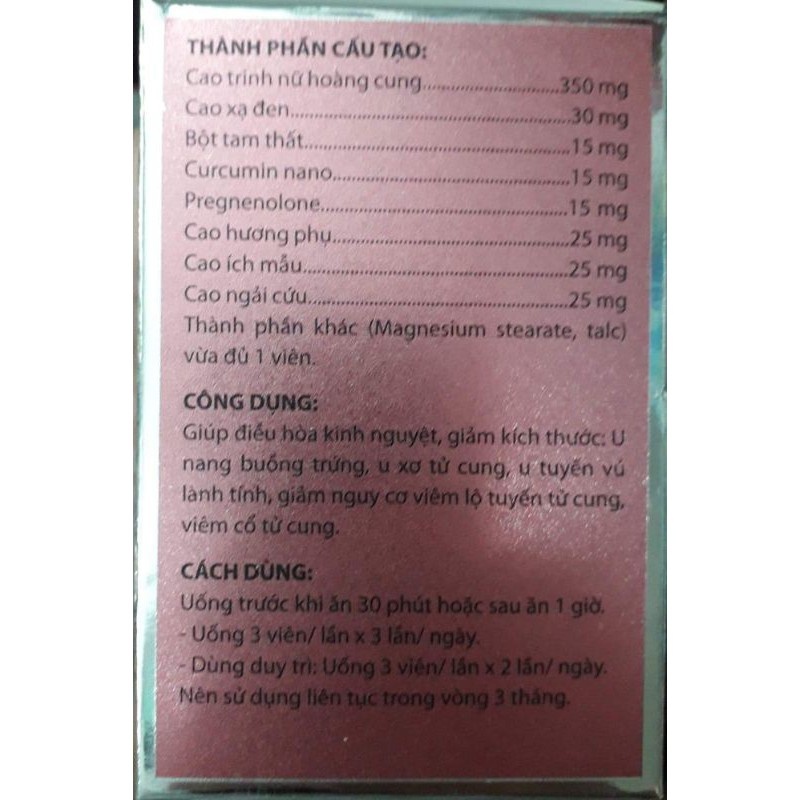 THÀNH PHẦN CẤU TẠO:
Cao trinh nữ hoàng cung............................350 mg
Cao xạ đen..........................................................30 mg
Bột tam thất.......................................................15 mg
Curcumin nano.................................................15 mg
Pregnenolone....................................................15 mg
Cao hương phụ.................................................25 mg
Cao ích mẫu.......................................................25 mg
Cao ngải cứu......................................................25 mg
Thành phần khác (Magnesium stearate, talc)
vừa đủ 1 viên.
CÔNG DỤNG:
Giúp điều hòa kinh nguyệt, giảm kích thước: U
nang buồng trứng, u xơ tử cung, u tuyến vú
lành tính, giảm nguy cơ viêm lộ tuyến tử cung,
viêm cổ tử cung.
CÁCH DÙNG:
Uống trước khi ăn 30 phút hoặc sau ăn 1 giờ.
- Uống 3 viên/ lần x 3 lần/ ngày.
- Dùng duy trì: Uống 3 viên/ lần x 2 lần/ ngày.
Nên sử dụng liên tục trong vòng 3 tháng.